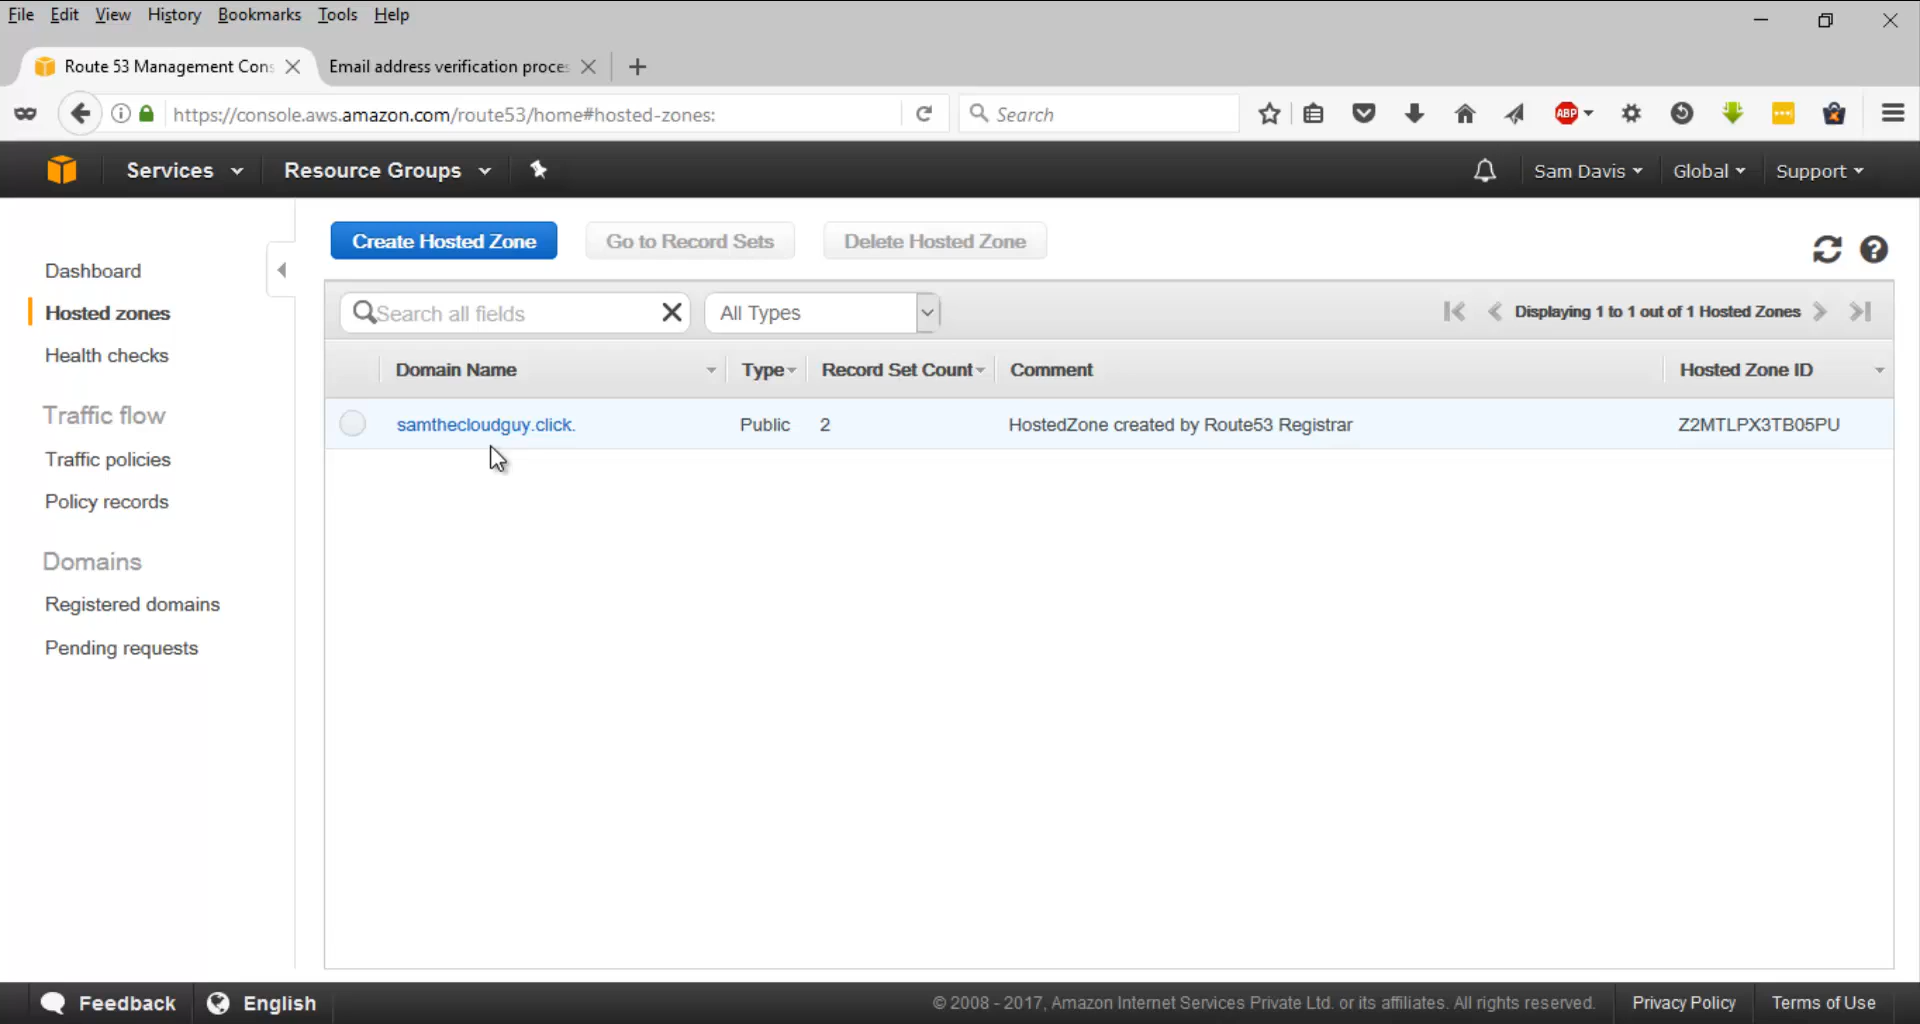 File Edit View History Bookmarks Tools Help
Route 53 Management Cons
Email address verification proces
https://console.aws.amazon.com/route53/home#hosted-zones:
Search
ABP
Services
Resource Groups
Sam Davis
Global
Support
Dashboard
Hosted zones
Health checks
Traffic flow
Traffic policies
Policy records
Domains
Registered domains
Pending requests
Create Hosted Zone
Go to Record Sets
Delete Hosted Zone
Search all fields
All Types
Displaying 1 to 1 out of 1 Hosted Zones
Domain Name Type Record Set Count Comment Hosted Zone ID
samthecloudguy.click. Public 2 HostedZone created by Route53 Registrar Z2MTLPX3TB05PU
Feedback
English
© 2008 - 2017, Amazon Internet Services Private Ltd. or its affiliates. All rights reserved.
Privacy Policy
Terms of Use